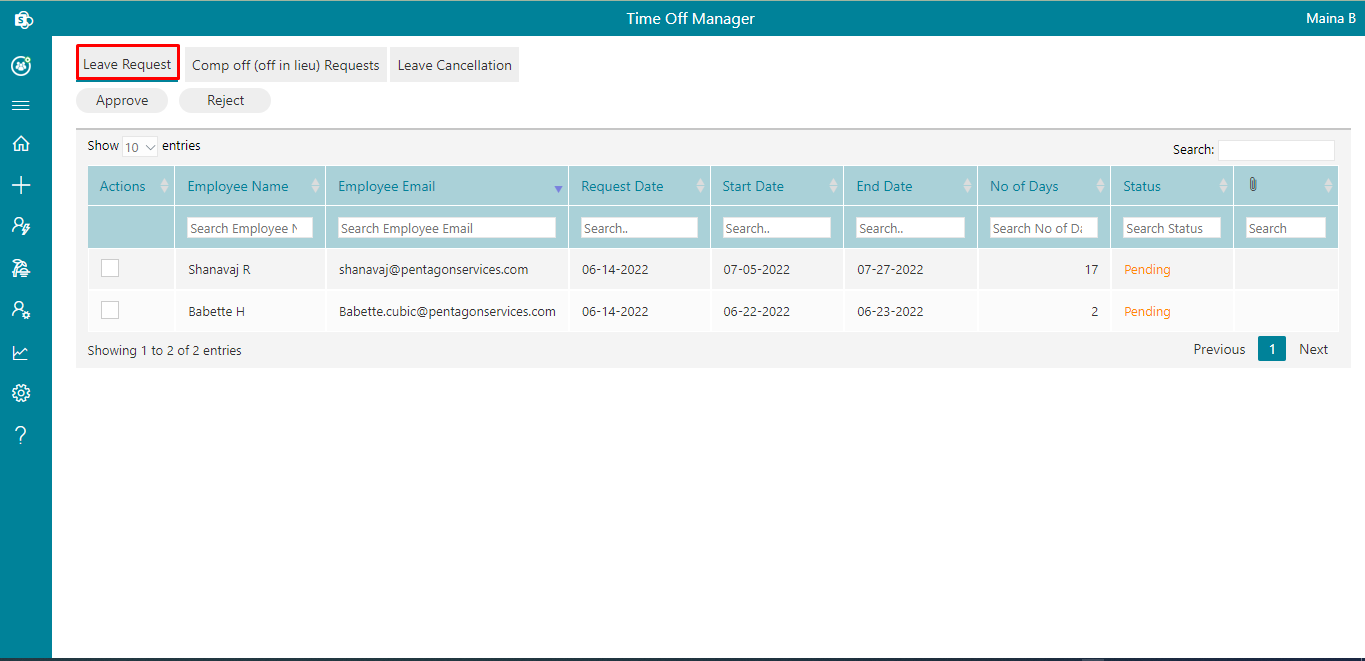 Time Off Manager
Maina B
Leave Request
Comp off (off in lieu) Requests
Leave Cancellation
Approve
Reject
Show 10 entries
Search:
Actions
Employee Name
Employee Email
Request Date
Start Date
End Date
No of Days
Status
Search Employee N
Search Employee Email
Search..
Search..
Search..
Search No of Da
Search Status
Search
Shanavaj R
shanavaj@pentagonservices.com
06-14-2022
07-05-2022
07-27-2022
17
Pending
Babette H
Babette.cubic@pentagonservices.com
06-14-2022
06-22-2022
06-23-2022
2
Pending
Showing 1 to 2 of 2 entries
Previous
1
Next